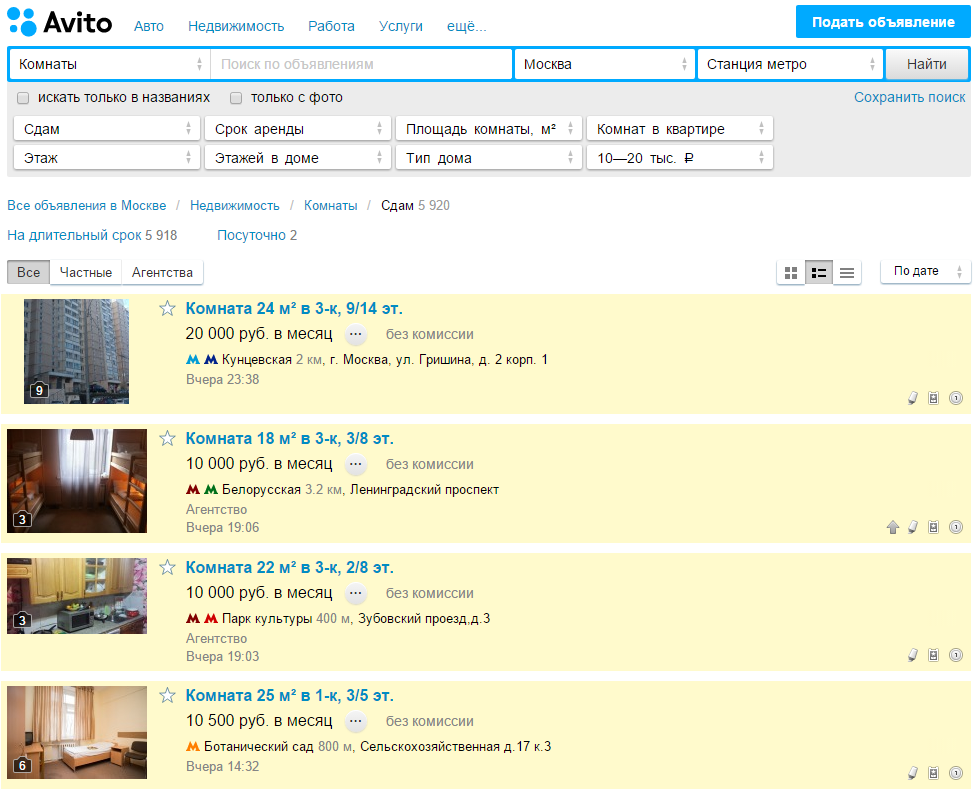 Avito Авто Недвижимость Работа Услуги ещё... Подать объявление
Комнаты Поиск по объявлениям Москва Станция метро Найти
искать только в названиях только с фото Сохранить поиск
Сдам Срок аренды Площадь комнаты, м² Комнат в квартире
Этаж Этажей в доме Тип дома 10—20 тыс. ₽
Все объявления в Москве / Недвижимость / Комнаты / Сдам 5 920
На длительный срок 5 918 Посуточно 2
Все Частные Агентства По дате
Комната 24 м² в 3-к, 9/14 эт.
20 000 руб. в месяц ... без комиссии
Кунцевская 2 км, г. Москва, ул. Гришина, д. 2 корп. 1
9
Вчера 23:38
Комната 18 м² в 3-к, 3/8 эт.
10 000 руб. в месяц ... без комиссии
Белорусская 3.2 км, Ленинградский проспект
Агентство
3
Вчера 19:06
Комната 22 м² в 3-к, 2/8 эт.
10 000 руб. в месяц ... без комиссии
Парк культуры 400 м, Зубовский проезд,д.3
3
Агентство
Вчера 19:03
Комната 25 м² в 1-к, 3/5 эт.
10 500 руб. в месяц ... без комиссии
Ботанический сад 800 м, Сельскохозяйственная д.17 к.3
6
Вчера 14:32